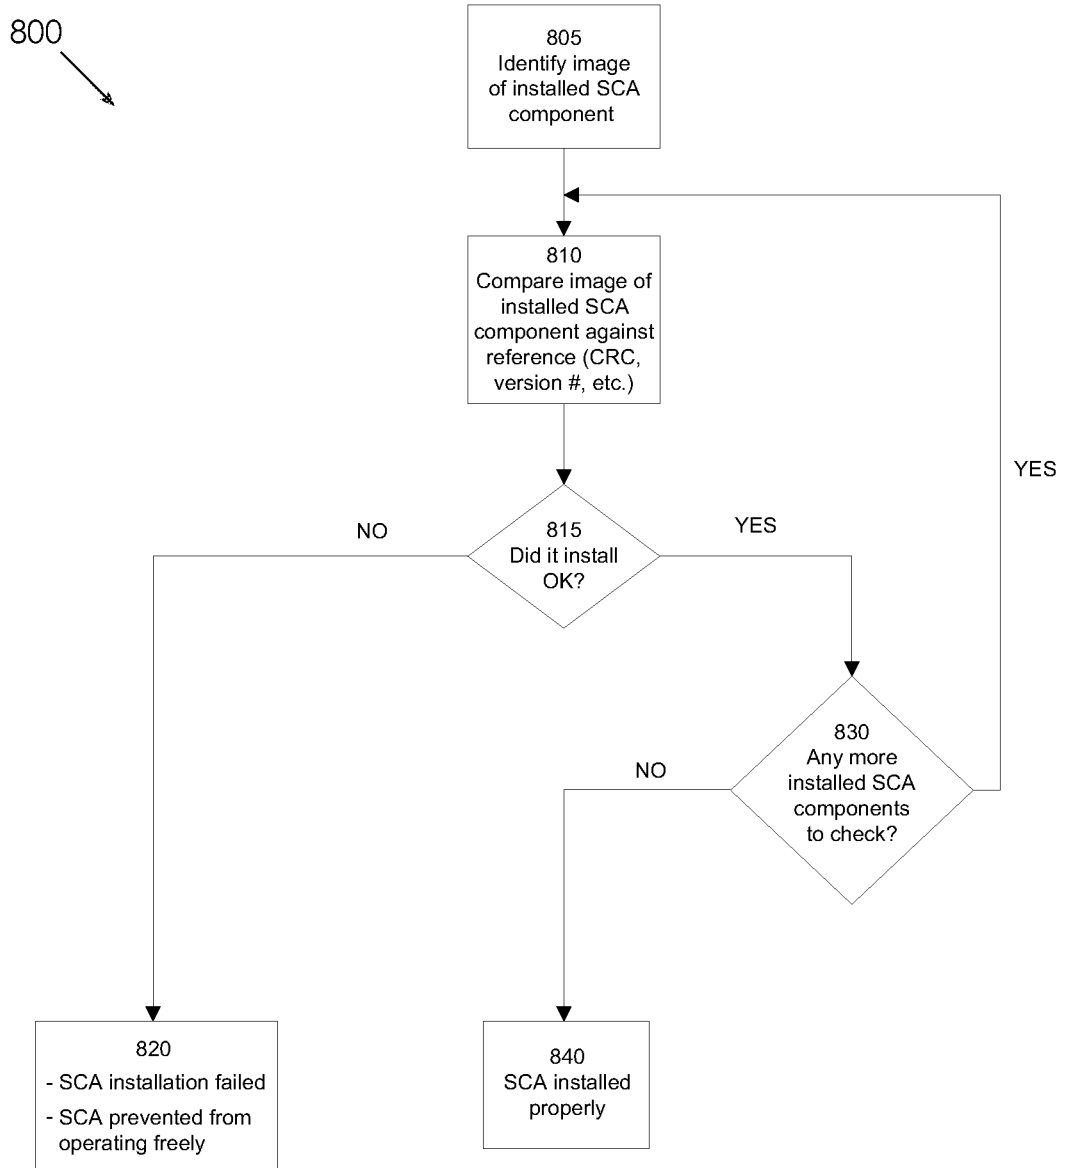 800
805
Identify image
of installed SCA
component
810
Compare image of
installed SCA
component against
reference (CRC,
version #, etc.)
YES
NO
YES
815
Did it install
OK?
830
Any more
installed SCA
components
to check?
NO
820
- SCA installation failed
- SCA prevented from
operating freely
840
SCA installed
properly